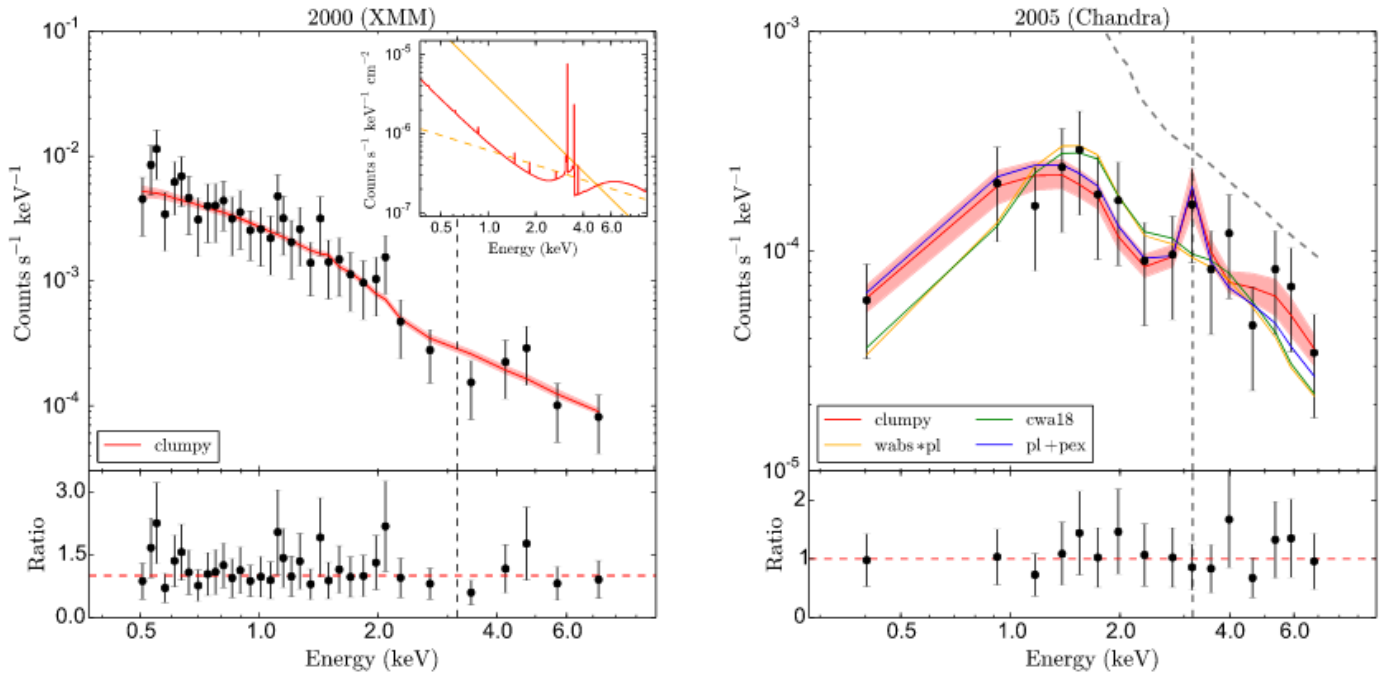 2000 (XMM)
10⁻¹
10⁻²
10⁻³
10⁻⁴
Counts s⁻¹ keV⁻¹
10⁻⁵
10⁻⁶
10⁻⁷
Counts s⁻¹ keV⁻¹ cm⁻²
0.5 1.0 2.0 4.0 6.0
Energy (keV)
clumpy
3.0
1.5
0.0
Ratio
0.5 1.0 2.0 4.0 6.0
Energy (keV)
2005 (Chandra)
10⁻³
10⁻⁴
10⁻⁵
Counts s⁻¹ keV⁻¹
clumpy cwa18
wabs*pl pl+pex
2
1
0
Ratio
0.5 1.0 2.0 4.0 6.0
Energy (keV)